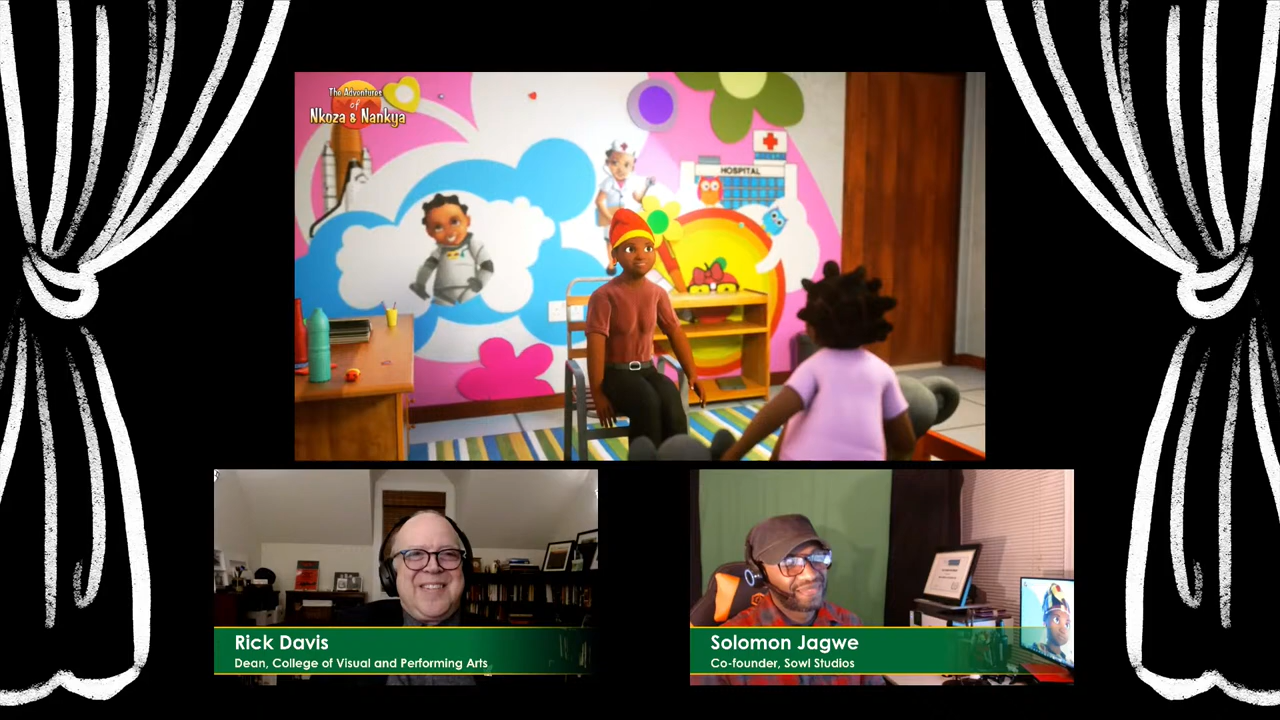 The Adventures
of
Nkoza & Nankya
HOSPITAL
Rick Davis
Dean, College of Visual and Performing Arts
Solomon Jagwe
Co-founder, Sowl Studios